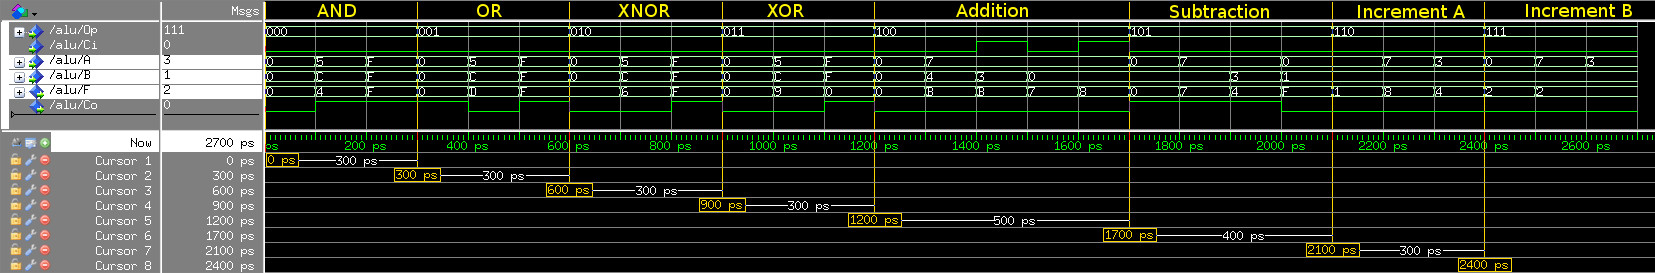 AND OR XNOR XOR Addition Subtraction Increment A Increment B
Msgs
/alu/Op 111 000 001 010 011 100 101 110 111
/alu/Ci 0
/alu/A 3 0 5 F 0 5 F 0 5 F 0 5 F 0 7 0 7 0 7 3 0 7 3
/alu/B 1 0 C F 0 C F 0 C F 0 C F 0 4 3 0 3 1
/alu/F 2 0 4 F 0 D F 0 6 F 0 9 0 0 B B 7 8 0 7 4 F 1 8 4 2 2
/alu/Co 0
Now 2700 ps ps 200 ps 400 ps 600 ps 800 ps 1000 ps 1200 ps 1400 ps 1600 ps 1800 ps 2000 ps 2200 ps 2400 ps 2600 ps
Cursor 1 0 ps 0 ps 300 ps
Cursor 2 300 ps 300 ps 300 ps
Cursor 3 600 ps 600 ps 300 ps
Cursor 4 900 ps 900 ps 300 ps
Cursor 5 1200 ps 1200 ps 500 ps
Cursor 6 1700 ps 1700 ps 400 ps
Cursor 7 2100 ps 2100 ps 300 ps
Cursor 8 2400 ps 2400 ps